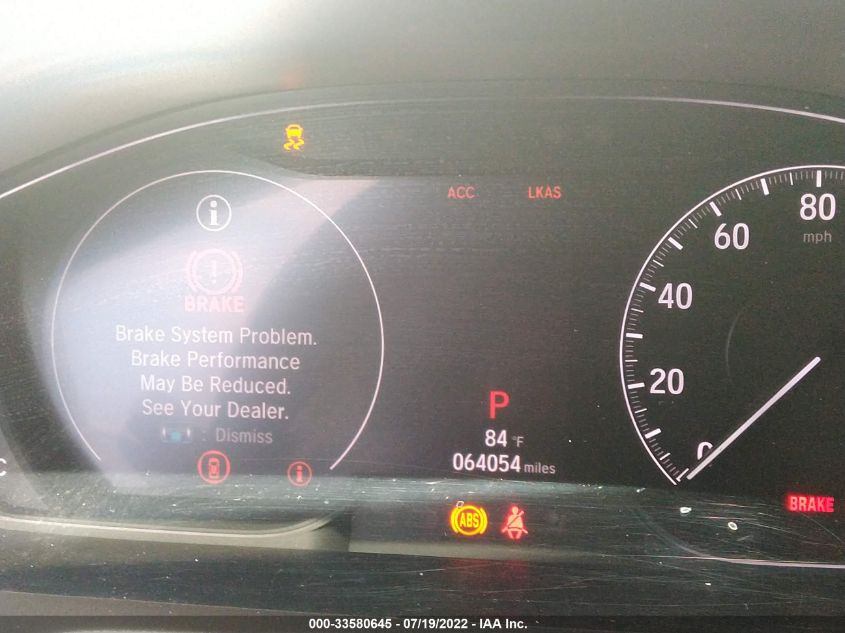 ACC LKAS
80
mph
60
40
20
0
i
BRAKE
Brake System Problem.
Brake Performance
May Be Reduced.
See Your Dealer.
: Dismiss
P
84 °F
064054 miles
C
i
ABS
BRAKE
000-33580645 - 07/19/2022 - IAA Inc.